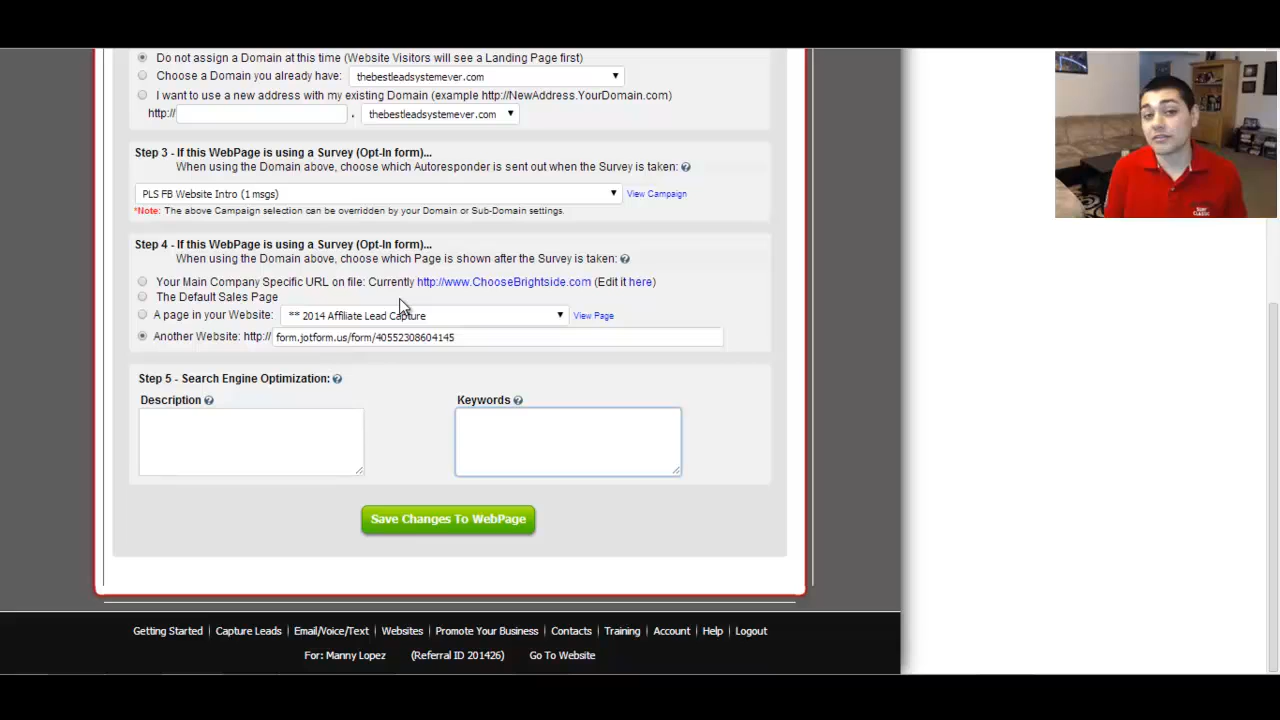 Do not assign a Domain at this time (Website Visitors will see a Landing Page first)
Choose a Domain you already have: thebestleadsystemever.com
I want to use a new address with my existing Domain (example http://NewAddress.YourDomain.com)
http:// . thebestleadsystemever.com
Step 3 - If this WebPage is using a Survey (Opt-In form)...
When using the Domain above, choose which Autoresponder is sent out when the Survey is taken:
PLS FB Website Intro (1 msgs) View Campaign
*Note: The above Campaign selection can be overridden by your Domain or Sub-Domain settings.
Step 4 - If this WebPage is using a Survey (Opt-In form)...
When using the Domain above, choose which Page is shown after the Survey is taken:
Your Main Company Specific URL on file: Currently http://www.ChooseBrightside.com (Edit it here)
The Default Sales Page
A page in your Website: ** 2014 Affiliate Lead Capture View Page
Another Website: http:// form.jotform.us/form/40552308604145
Step 5 - Search Engine Optimization:
Description Keywords
Save Changes To WebPage
Getting Started | Capture Leads | Email/Voice/Text | Websites | Promote Your Business | Contacts | Training | Account | Help | Logout
For: Manny Lopez (Referral ID 201426) Go To Website